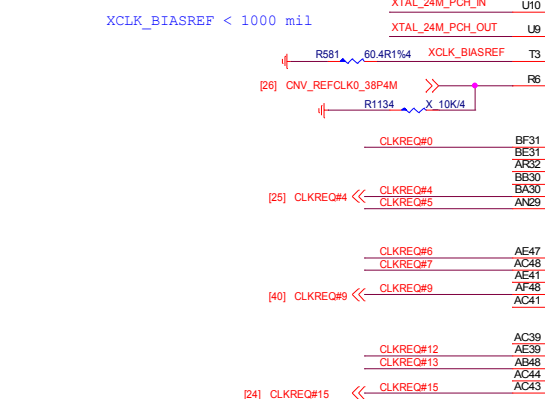 XTAL_24M_PCH_IN U10
XCLK_BIASREF < 1000 mil
XTAL_24M_PCH_OUT U9
R581 60.4R1%4 XCLK_BIASREF T3
[26] CNV_REFCLK0_38P4M R6
R1134 X_10K/4
CLKREQ#0 BF31
BE31
AR32
BB30
[25] CLKREQ#4 CLKREQ#4 BA30
CLKREQ#5 AN29
CLKREQ#6 AE47
CLKREQ#7 AC48
AE41
[40] CLKREQ#9 CLKREQ#9 AF48
AC41
AC39
CLKREQ#12 AE39
CLKREQ#13 AB48
AC44
[24] CLKREQ#15 CLKREQ#15 AC43